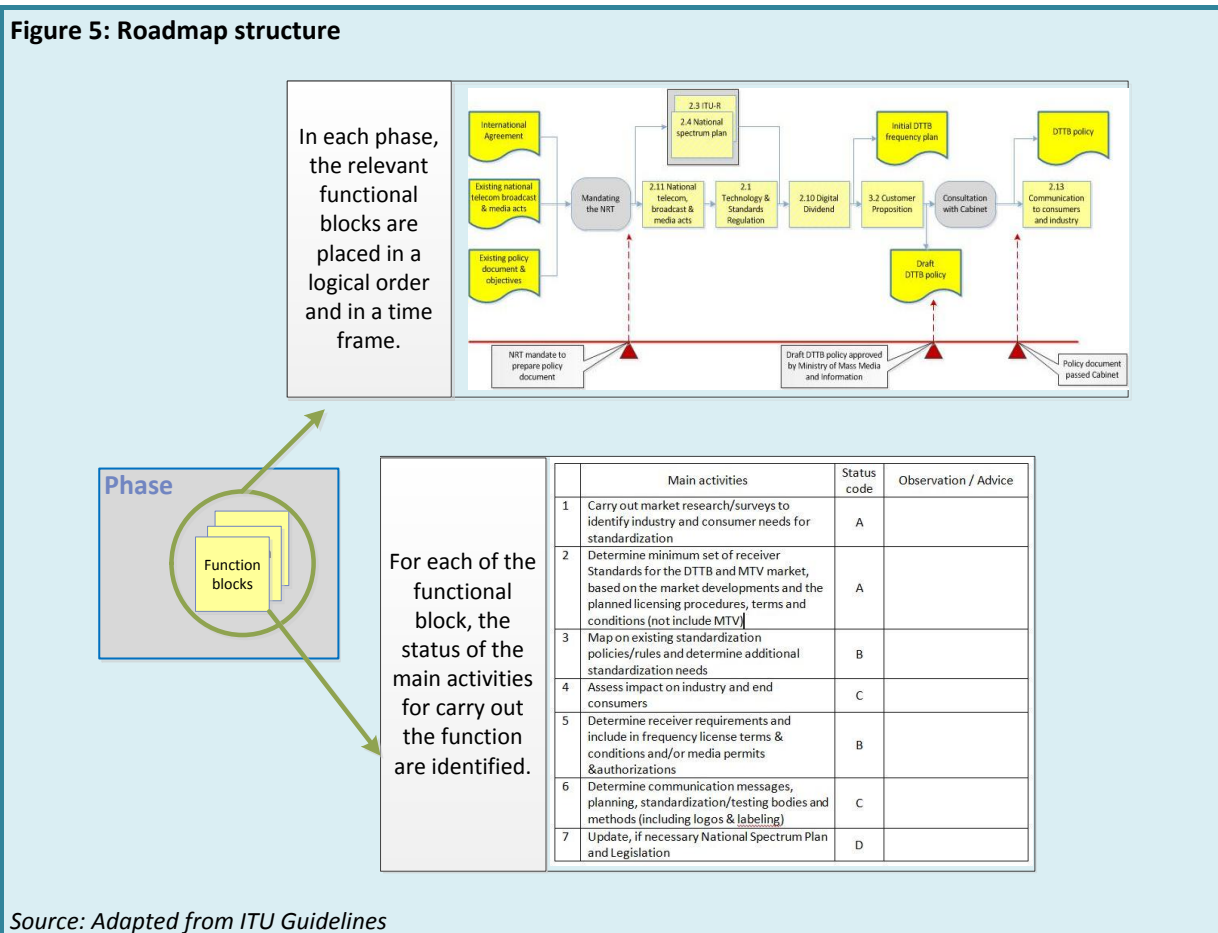 Figure 5: Roadmap structure
In each phase,
the relevant
functional
blocks are
placed in a
logical order
and in a time
frame.
International
Agreement
Existing national
telecom broadcast
& media acts
Existing policy
document &
objectives
Mandating
the NRT
2.3 ITU-R
2.4 National
spectrum plan
2.11 National
telecom,
broadcast &
media acts
2.1
Technology &
Standards
Regulation
2.10 Digital
Dividend
3.2 Customer
Proposition
Initial DTTB
frequency plan
Consultation
with Cabinet
Draft
DTTB policy
DTTB policy
2.13
Communication
to consumers
and industry
NRT mandate to
prepare policy
document
Draft DTTB policy approved
by Ministry of Mass Media
and information
Policy document
passed Cabinet
Phase
Function
blocks
For each of the
functional
block, the
status of the
main activities
for carry out
the function
are identified.
Main activities
Status
code
Observation / Advice
1 Carry out market research/surveys to
identify industry and consumer needs for
standardization
A
2 Determine minimum set of receiver
Standards for the DTTB and MTV market,
based on the market developments and the
planned licensing procedures, terms and
conditions (not include MTV)
A
3 Map on existing standardization
policies/rules and determine additional
standardization needs
B
4 Assess impact on industry and end
consumers
C
5 Determine receiver requirements and
include in frequency license terms &
conditions and/or media permits
&authorizations
B
6 Determine communication messages,
planning, standardization/testing bodies and
methods (including logos & labeling)
C
7 Update, if necessary National Spectrum Plan
and Legislation
D
Source: Adapted from ITU Guidelines